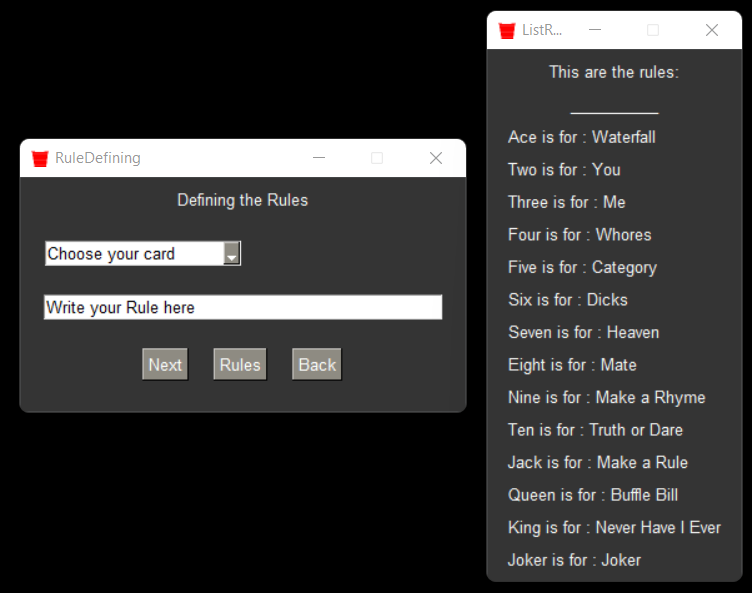 RuleDefining
Defining the Rules
Choose your card
Write your Rule here
Next Rules Back
ListR...
This are the rules:
Ace is for : Waterfall
Two is for : You
Three is for : Me
Four is for : Whores
Five is for : Category
Six is for : Dicks
Seven is for : Heaven
Eight is for : Mate
Nine is for : Make a Rhyme
Ten is for : Truth or Dare
Jack is for : Make a Rule
Queen is for : Buffle Bill
King is for : Never Have I Ever
Joker is for : Joker